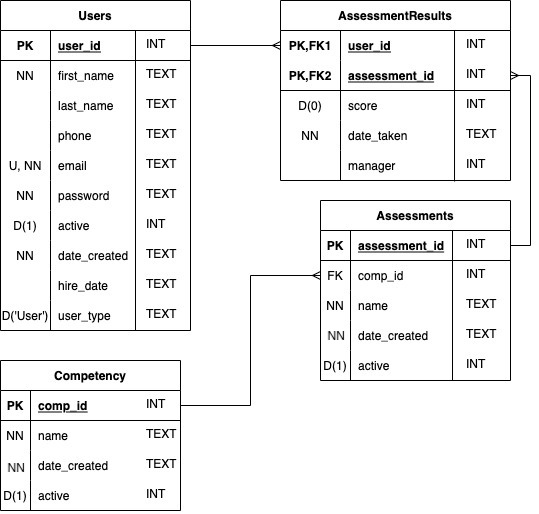 Users
PK user_id INT
NN first_name TEXT
last_name TEXT
phone TEXT
U, NN email TEXT
NN password TEXT
D(1) active INT
NN date_created TEXT
hire_date TEXT
D('User') user_type TEXT
AssessmentResults
PK,FK1 user_id INT
PK,FK2 assessment_id INT
D(0) score INT
NN date_taken TEXT
manager INT
Assessments
PK assessment_id INT
FK comp_id INT
NN name TEXT
NN date_created TEXT
D(1) active INT
Competency
PK comp_id INT
NN name TEXT
NN date_created TEXT
D(1) active INT